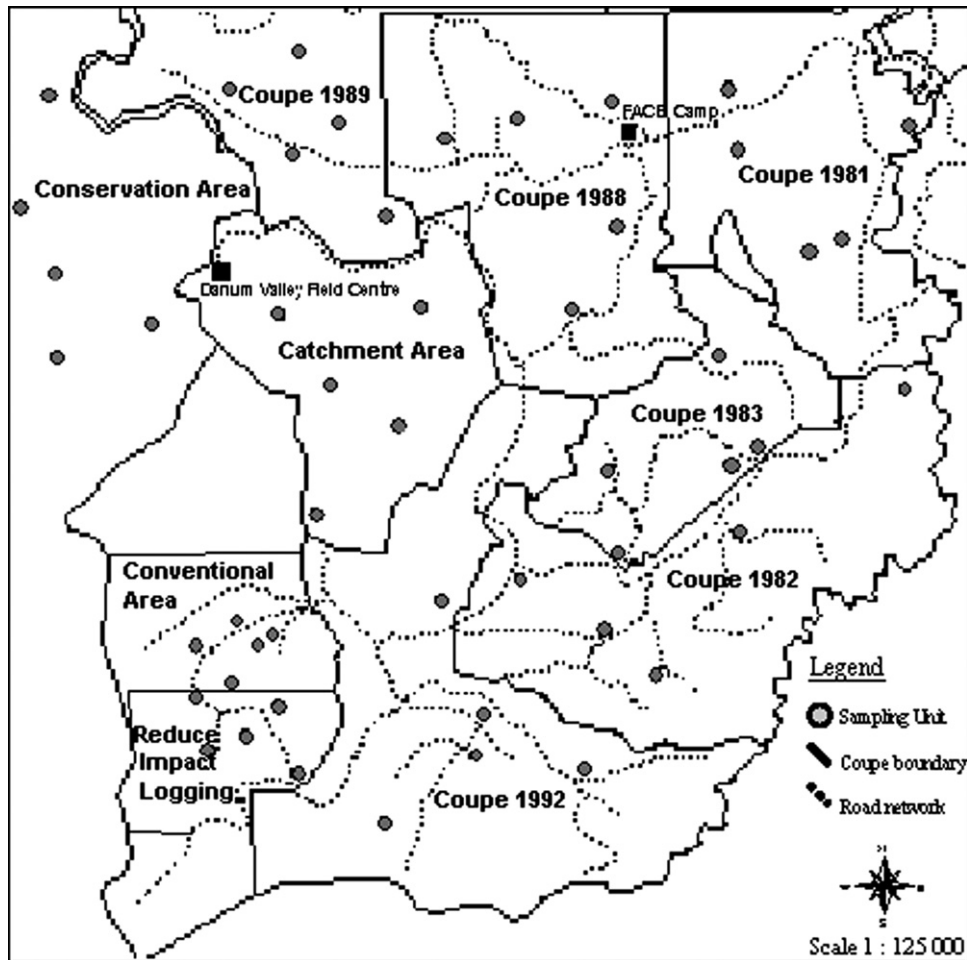 Coupe 1989
FACE Camp
Conservation Area
Coupe 1988
Coupe 1981
Danum Valley Field Centre
Catchment Area
Coupe 1983
Conventional
Area
Coupe 1982
Legend
Sampling Unit
Reduce
Impact
Logging
Coupe boundary
Coupe 1992
Road network
N
S
Scale 1 : 125 000